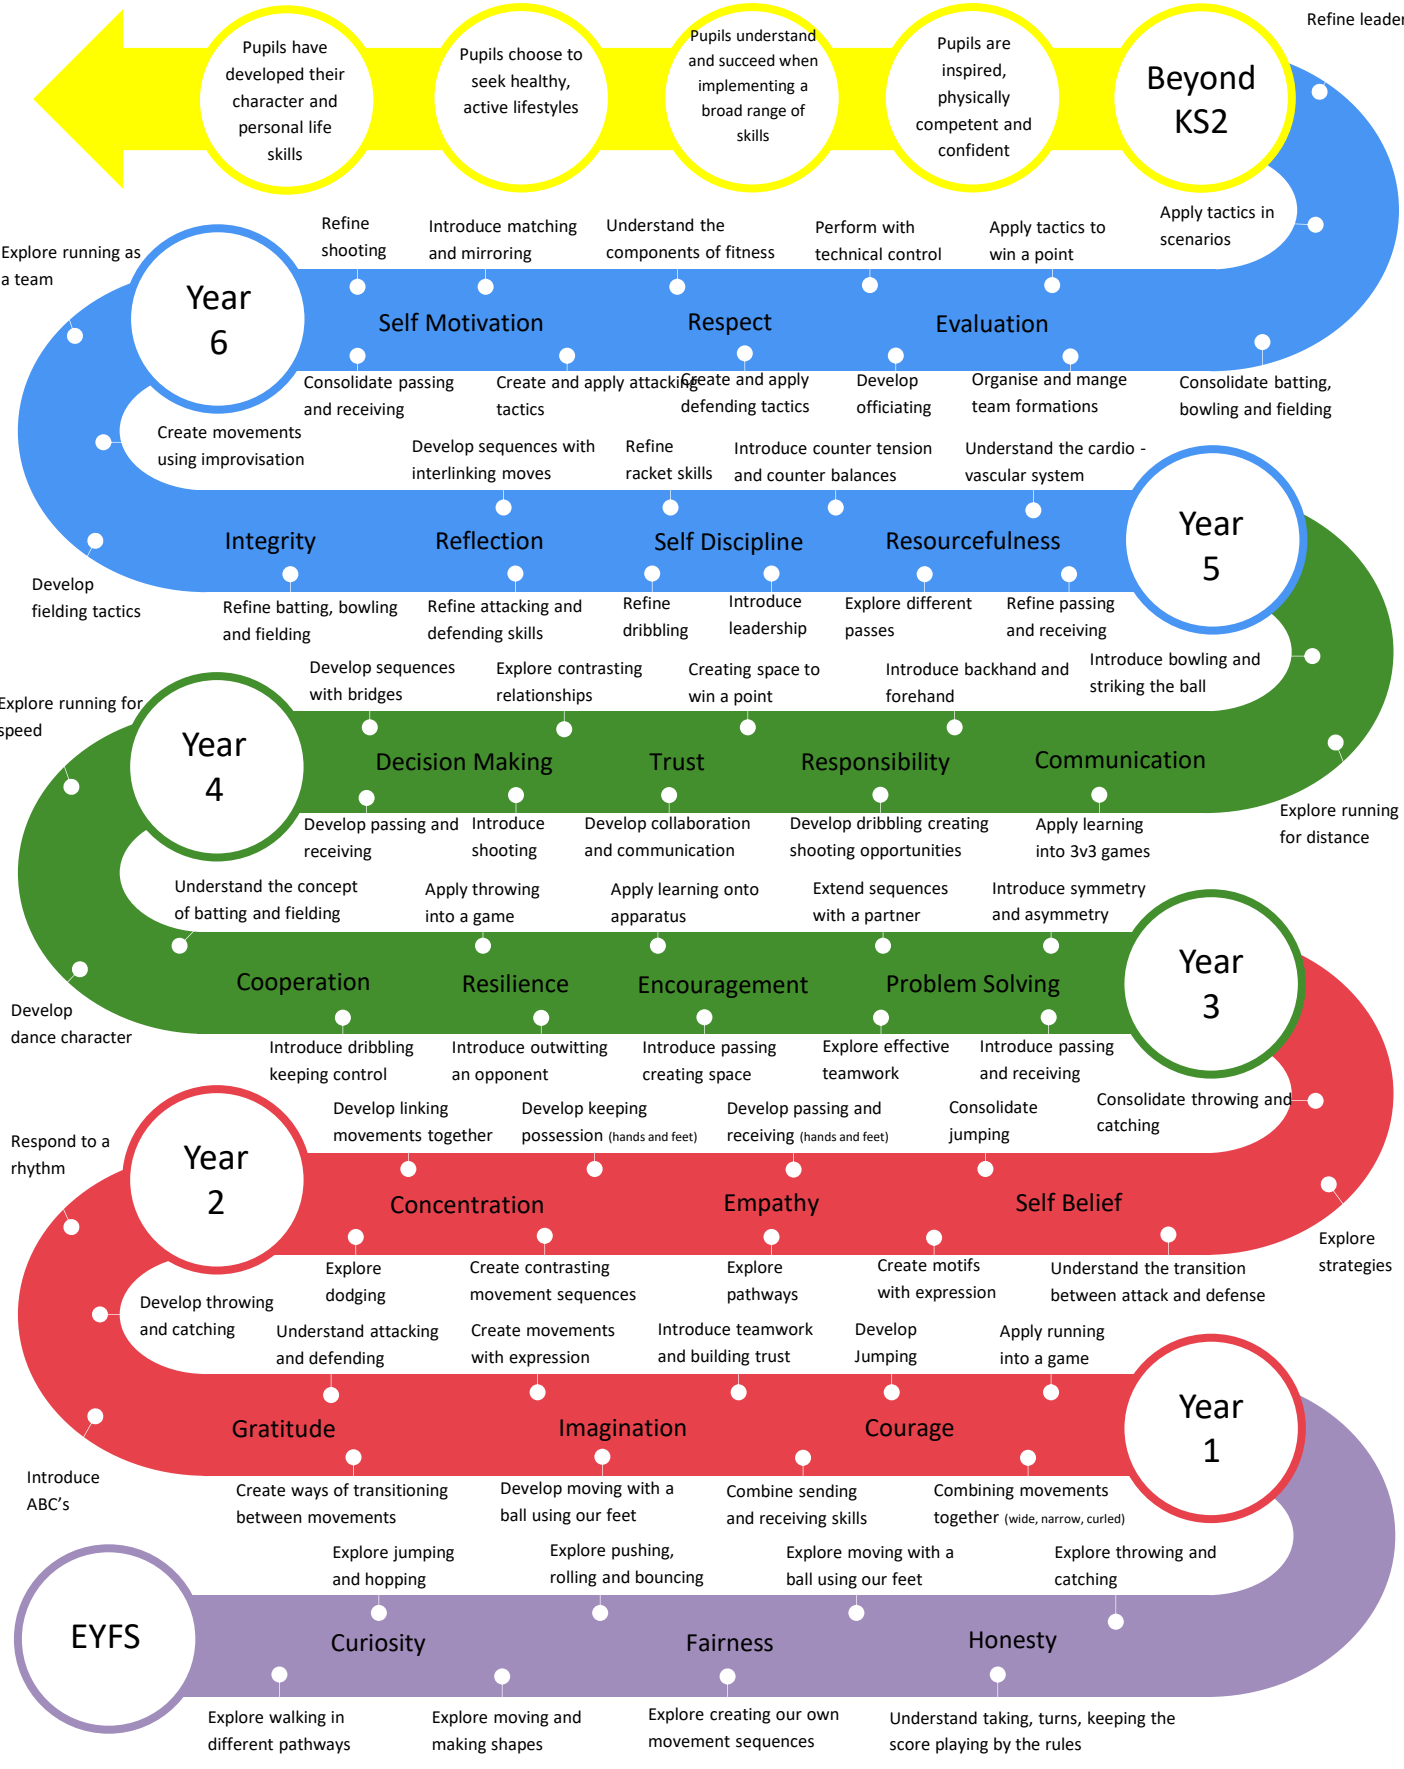 Refine leader
Pupils have
developed their
character and
personal life
skills
Pupils choose to
seek healthy,
active lifestyles
Pupils understand
and succeed when
implementing a
broad range of
skills
Pupils are
inspired,
physically
competent and
confident
Beyond
KS2
Explore running as
a team
Refine
shooting
Introduce matching
and mirroring
Understand the
components of fitness
Perform with
technical control
Apply tactics to
win a point
Apply tactics in
scenarios
Year
6
Self Motivation
Respect
Evaluation
Consolidate passing
and receiving
Create and apply attacking
tactics
Create and apply
defending tactics
Develop
officiating
Organise and mange
team formations
Consolidate batting,
bowling and fielding
Create movements
using improvisation
Develop sequences with
interlinking moves
Refine
racket skills
Introduce counter tension
and counter balances
Understand the cardio -
vascular system
Year
5
Integrity
Reflection
Self Discipline
Resourcefulness
Develop
fielding tactics
Refine batting, bowling
and fielding
Refine attacking and
defending skills
Refine
dribbling
Introduce
leadership
Explore different
passes
Refine passing
and receiving
Explore running for
speed
Develop sequences
with bridges
Explore contrasting
relationships
Creating space to
win a point
Introduce backhand and
forehand
Introduce bowling and
striking the ball
Year
4
Decision Making
Trust
Responsibility
Communication
Develop passing and
receiving
Introduce
shooting
Develop collaboration
and communication
Develop dribbling creating
shooting opportunities
Apply learning
into 3v3 games
Explore running
for distance
Understand the concept
of batting and fielding
Apply throwing
into a game
Apply learning onto
apparatus
Extend sequences
with a partner
Introduce symmetry
and asymmetry
Year
3
Cooperation
Resilience
Encouragement
Problem Solving
Develop
dance character
Introduce dribbling
keeping control
Introduce outwitting
an opponent
Introduce passing
creating space
Explore effective
teamwork
Introduce passing
and receiving
Respond to a
rhythm
Develop linking
movements together
Develop keeping
possession (hands and feet)
Develop passing and
receiving (hands and feet)
Consolidate
jumping
Consolidate throwing and
catching
Year
2
Concentration
Empathy
Self Belief
Explore
dodging
Create contrasting
movement sequences
Explore
pathways
Create motifs
with expression
Understand the transition
between attack and defense
Explore
strategies
Develop throwing
and catching
Understand attacking
and defending
Create movements
with expression
Introduce teamwork
and building trust
Develop
Jumping
Apply running
into a game
Year
1
Gratitude
Imagination
Courage
Introduce
ABC's
Create ways of transitioning
between movements
Develop moving with a
ball using our feet
Combine sending
and receiving skills
Combining movements
together (wide, narrow, curled)
Explore jumping
and hopping
Explore pushing,
rolling and bouncing
Explore moving with a
ball using our feet
Explore throwing and
catching
EYFS
Curiosity
Fairness
Honesty
Explore walking in
different pathways
Explore moving and
making shapes
Explore creating our own
movement sequences
Understand taking, turns, keeping the
score playing by the rules